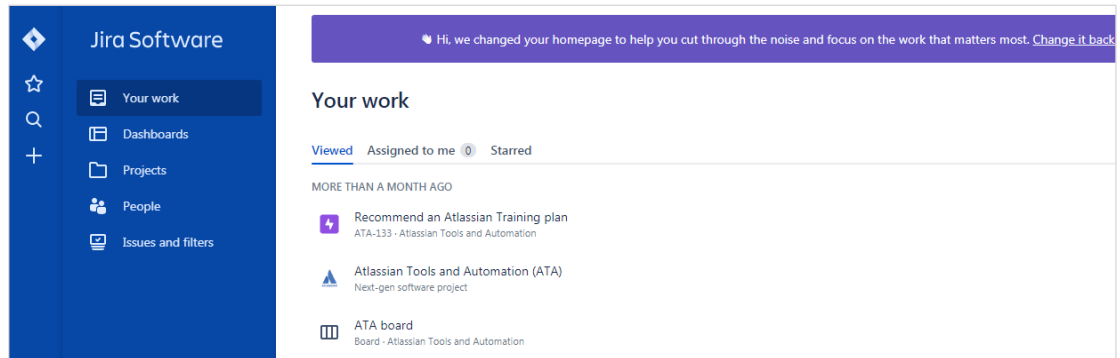 Jira Software
Your work
Dashboards
Projects
People
Issues and filters
Hi, we changed your homepage to help you cut through the noise and focus on the work that matters most. Change it back
Your work
Viewed Assigned to me 0 Starred
MORE THAN A MONTH AGO
Recommend an Atlassian Training plan
ATA-133 · Atlassian Tools and Automation
Atlassian Tools and Automation (ATA)
Next-gen software project
ATA board
Board · Atlassian Tools and Automation